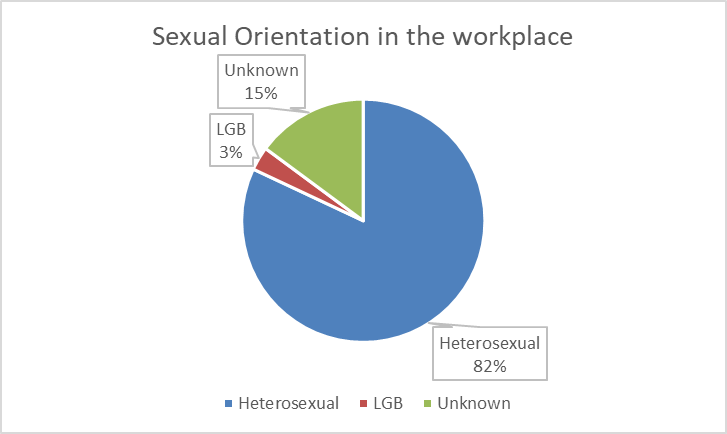 Sexual Orientation in the workplace
Unknown
15%
LGB
3%
Heterosexual
82%
Heterosexual LGB Unknown